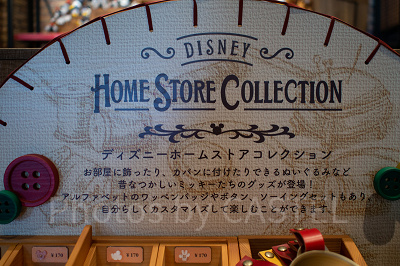 DISNEY
HOME STORE COLLECTION
ディズニーホームストアコレクション
お部屋に飾ったり、カバンに付けたりできるぬいぐるみなど
昔なつかしいミッキーたちのグッズが登場!
アルファベットのワッペンバッジやボタン、ソーイングセットもあり、
自分らしくカスタマイズして楽しむことができます。
Photo by CASTEL
¥170 ¥170 ¥170